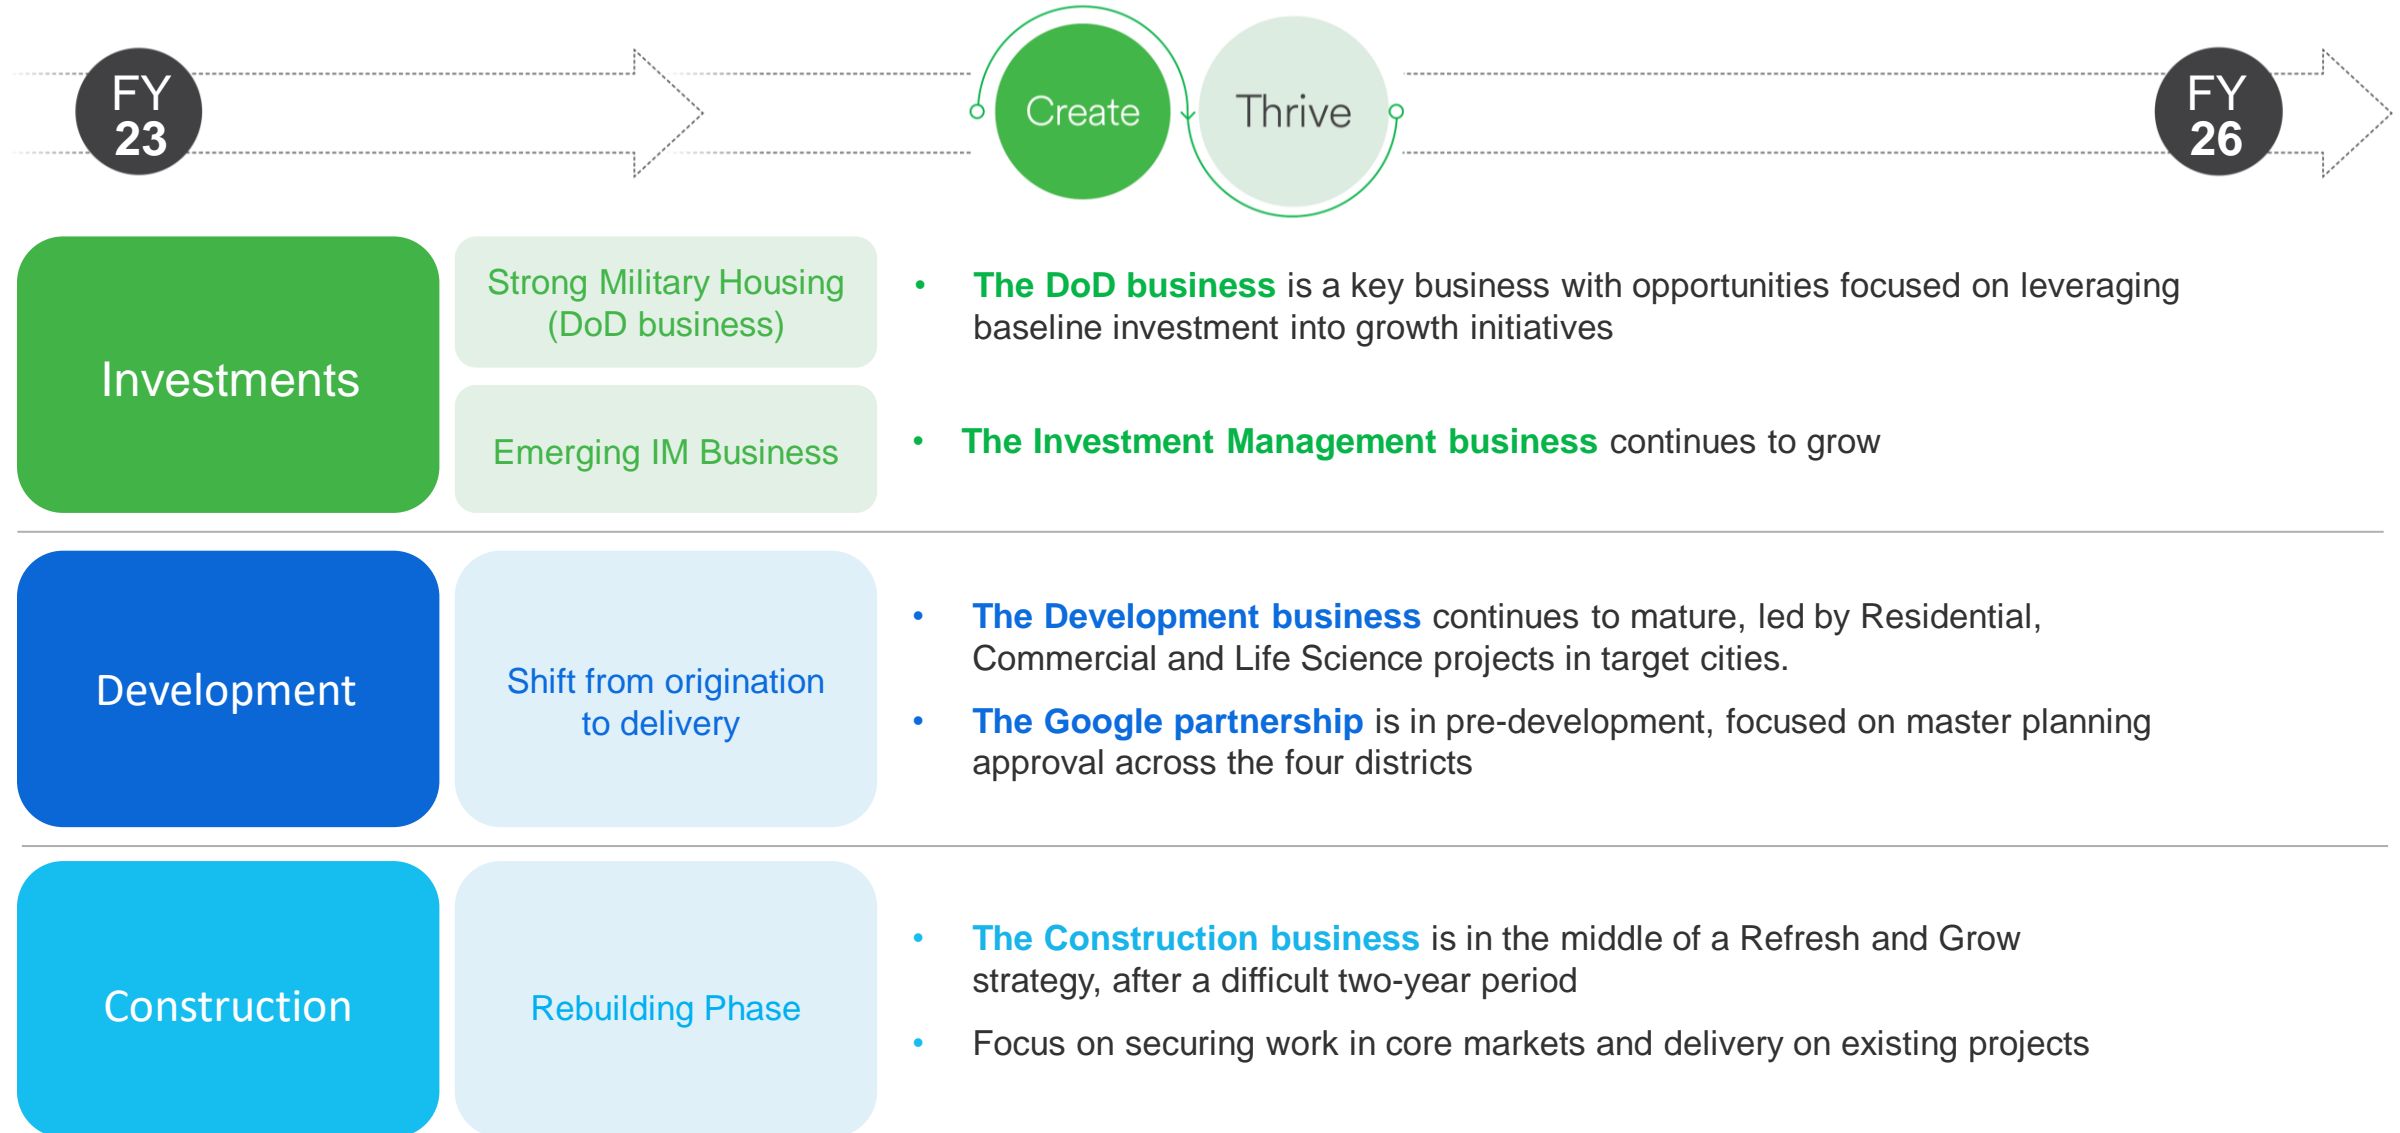 FY
23
Create
Thrive
FY
26
Investments
Strong Military Housing
(DoD business)
• The DoD business is a key business with opportunities focused on leveraging
baseline investment into growth initiatives
Emerging IM Business
• The Investment Management business continues to grow
Development
Shift from origination
to delivery
• The Development business continues to mature, led by Residential,
Commercial and Life Science projects in target cities.
• The Google partnership is in pre-development, focused on master planning
approval across the four districts
Construction
Rebuilding Phase
• The Construction business is in the middle of a Refresh and Grow
strategy, after a difficult two-year period
• Focus on securing work in core markets and delivery on existing projects